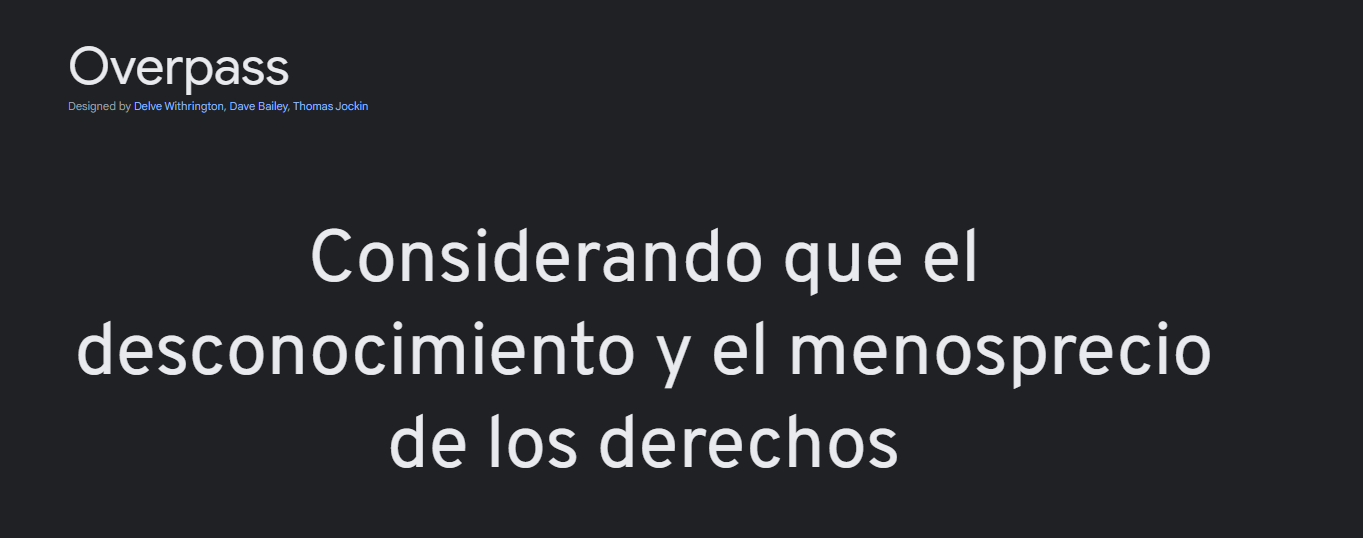 Overpass
Designed by Delve Withrington, Dave Bailey, Thomas Jockin
Considerando que el
desconocimiento y el menosprecio
de los derechos